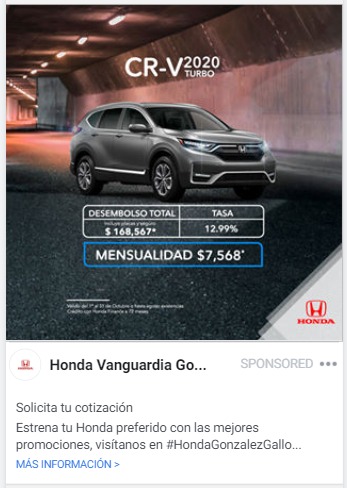 CR-V 2020
TURBO
DESEMBOLSO TOTAL
TASA
Incluye placas y seguro
$ 168,567*
12.99%
MENSUALIDAD $7,568*
Válido del 1° al 31 de Octubre o hasta agotar existencias.
Crédito con Honda Finance a 72 meses.
HONDA
Honda Vanguardia Go...
SPONSORED
Solicita tu cotización
Estrena tu Honda preferido con las mejores
promociones, visítanos en #HondaGonzalezGallo...
MÁS INFORMACIÓN >